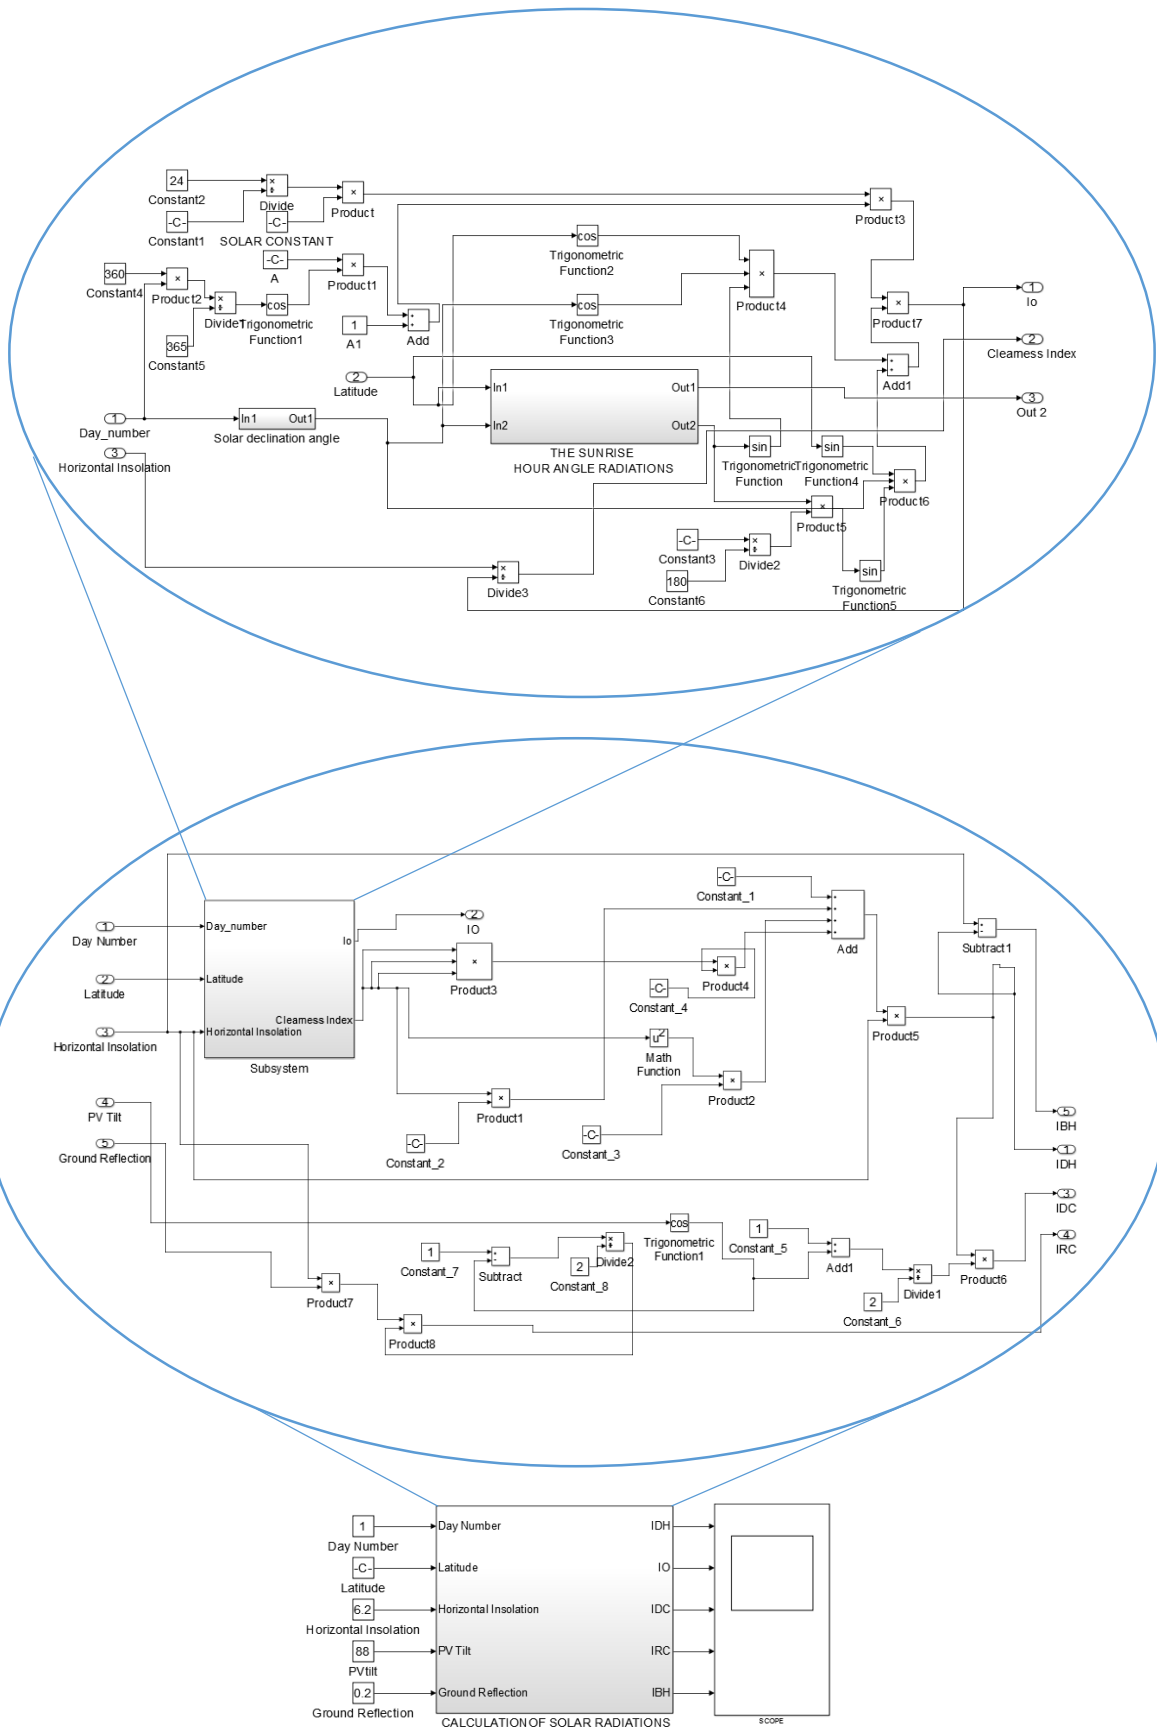 24
Constant2
×
÷
Divide
×
Product
-C-
Constant1
-C-
SOLAR CONSTANT
×
Product3
cos
Trigonometric
Function2
-C-
A
×
Product1
×
Product4
360
Constant4
×
Product2
×
÷
Divide1
cos
Trigonometric
Function1
cos
Trigonometric
Function3
1
A1
+
+
Add
365
Constant5
×
Product7
1
Io
2
Clearness Index
+
+
Add1
2
Latitude
In1
In2
Out1
Out2
THE SUNRISE
HOUR ANGLE RADIATIONS
3
Out 2
1
Day_number
In1
Out1
Solar declination angle
3
Horizontal Insolation
sin
Trigonometric
Function
sin
Trigonometric
Function4
×
Product6
×
Product5
-C-
Constant3
×
÷
Divide2
180
Constant6
sin
Trigonometric
Function5
×
÷
Divide3
-C-
Constant_1
+
+
+
+
Add
1
Day Number
Day_number
Io
2
IO
+
-
Subtract1
2
Latitude
Latitude
×
Product3
×
Product4
-C-
Constant_4
3
Horizontal Insolation
Clearness Index
Horizontal Insolation
Subsystem
×
Product5
u²
Math
Function
×
Product2
4
PV Tilt
×
Product1
5
IBH
5
Ground Reflection
-C-
Constant_2
-C-
Constant_3
1
IDH
3
IDC
4
IRC
cos
Trigonometric
Function1
1
Constant_5
1
Constant_7
+
-
Subtract
×
÷
Divide2
2
Constant_8
+
+
Add1
×
÷
Divide1
×
Product6
2
Constant_6
×
Product7
×
Product8
1
Day Number
Day Number
IDH
-C-
Latitude
Latitude
IO
6.2
Horizontal Insolation
Horizontal Insolation
IDC
88
PVtilt
PV Tilt
IRC
0.2
Ground Reflection
Ground Reflection
IBH
CALCULATION OF SOLAR RADIATIONS
SCOPE